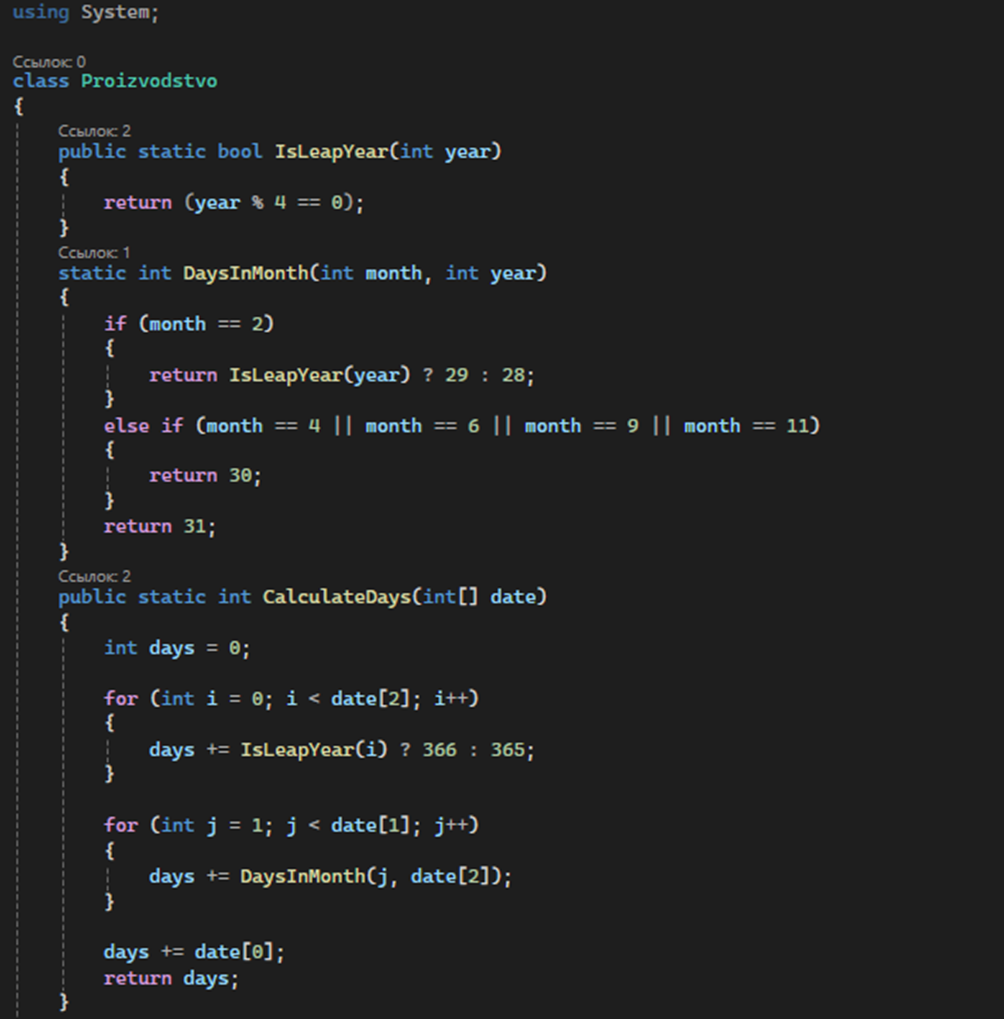 using System;
Ссылок: 0
class Proizvodstvo
{
Ссылок: 2
public static bool IsLeapYear(int year)
{
return (year % 4 == 0);
}
Ссылок: 1
static int DaysInMonth(int month, int year)
{
if (month == 2)
{
return IsLeapYear(year) ? 29 : 28;
}
else if (month == 4 || month == 6 || month == 9 || month == 11)
{
return 30;
}
return 31;
}
Ссылок: 2
public static int CalculateDays(int[] date)
{
int days = 0;
for (int i = 0; i < date[2]; i++)
{
days += IsLeapYear(i) ? 366 : 365;
}
for (int j = 1; j < date[1]; j++)
{
days += DaysInMonth(j, date[2]);
}
days += date[0];
return days;
}